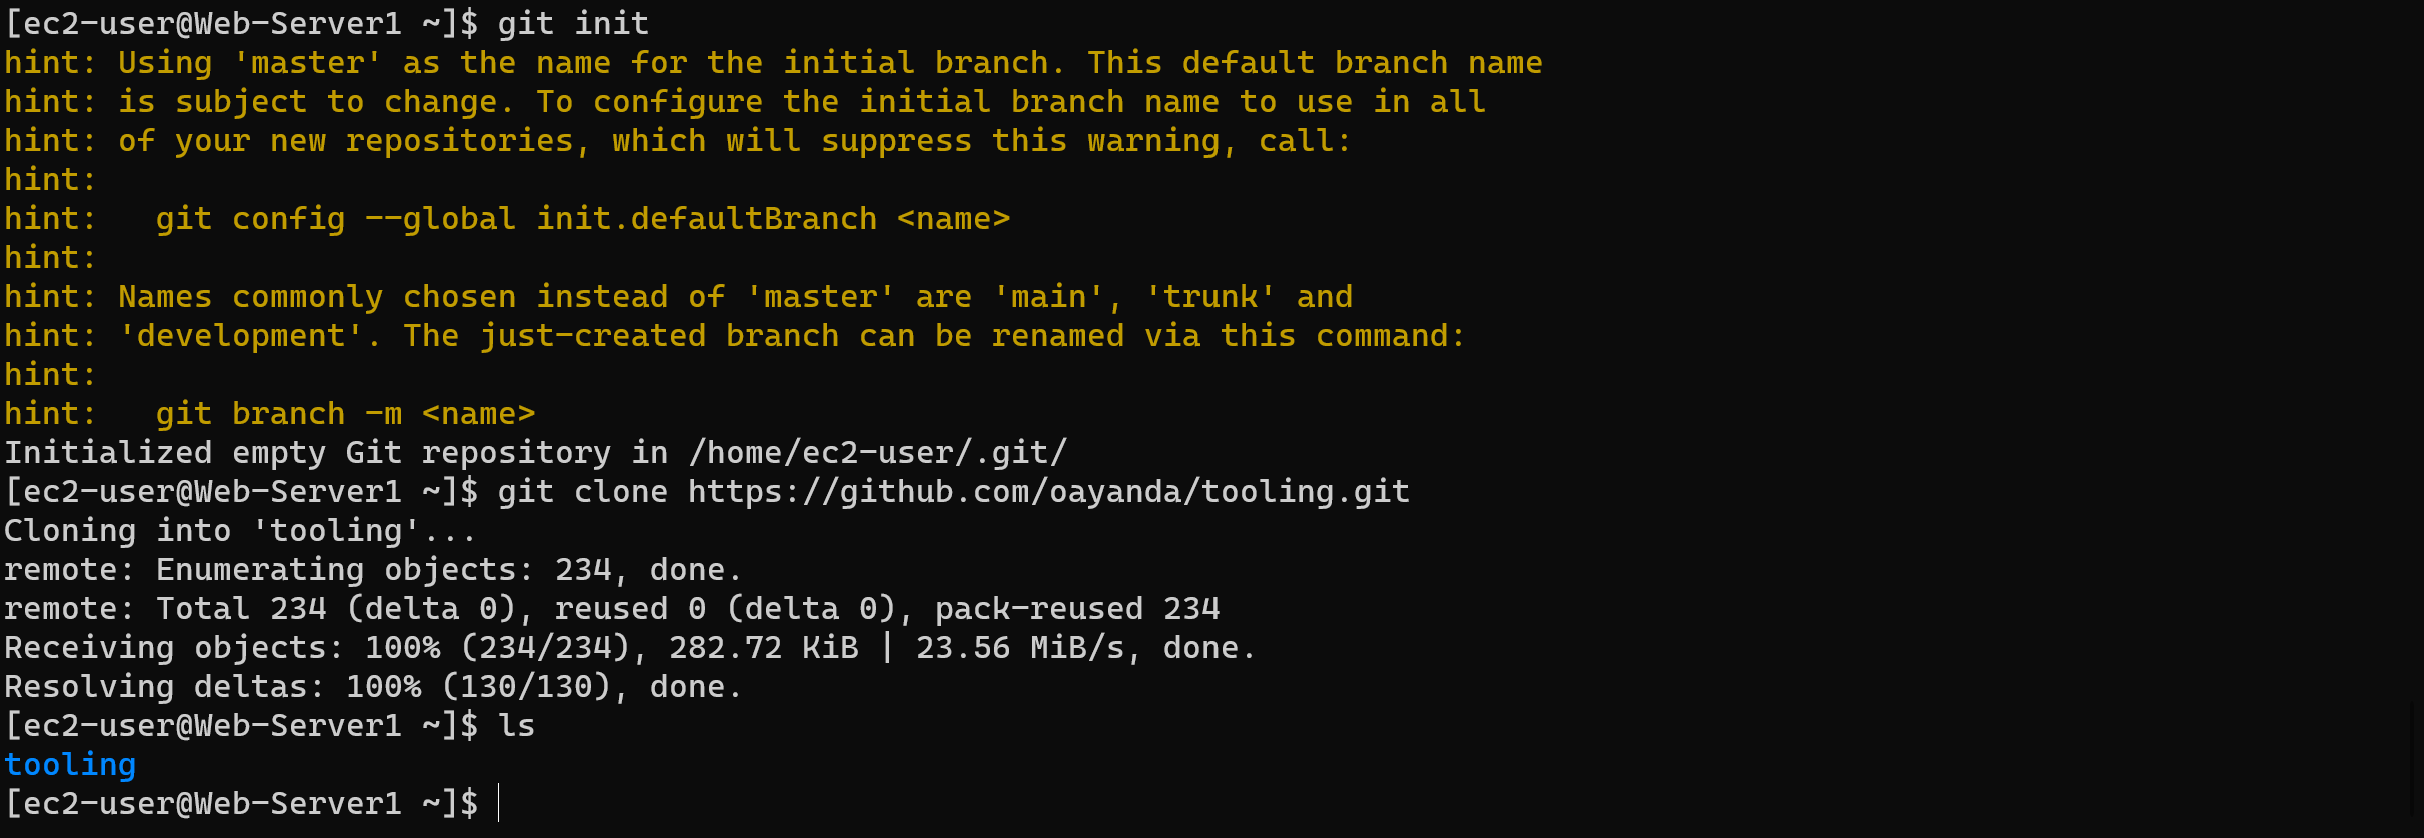 [ec2-user@Web-Server1 ~]$ git init
hint: Using 'master' as the name for the initial branch. This default branch name
hint: is subject to change. To configure the initial branch name to use in all
hint: of your new repositories, which will suppress this warning, call:
hint:
hint:   git config --global init.defaultBranch <name>
hint:
hint: Names commonly chosen instead of 'master' are 'main', 'trunk' and
hint: 'development'. The just-created branch can be renamed via this command:
hint:
hint:   git branch -m <name>
Initialized empty Git repository in /home/ec2-user/.git/
[ec2-user@Web-Server1 ~]$ git clone https://github.com/oayanda/tooling.git
Cloning into 'tooling'...
remote: Enumerating objects: 234, done.
remote: Total 234 (delta 0), reused 0 (delta 0), pack-reused 234
Receiving objects: 100% (234/234), 282.72 KiB | 23.56 MiB/s, done.
Resolving deltas: 100% (130/130), done.
[ec2-user@Web-Server1 ~]$ ls
tooling
[ec2-user@Web-Server1 ~]$